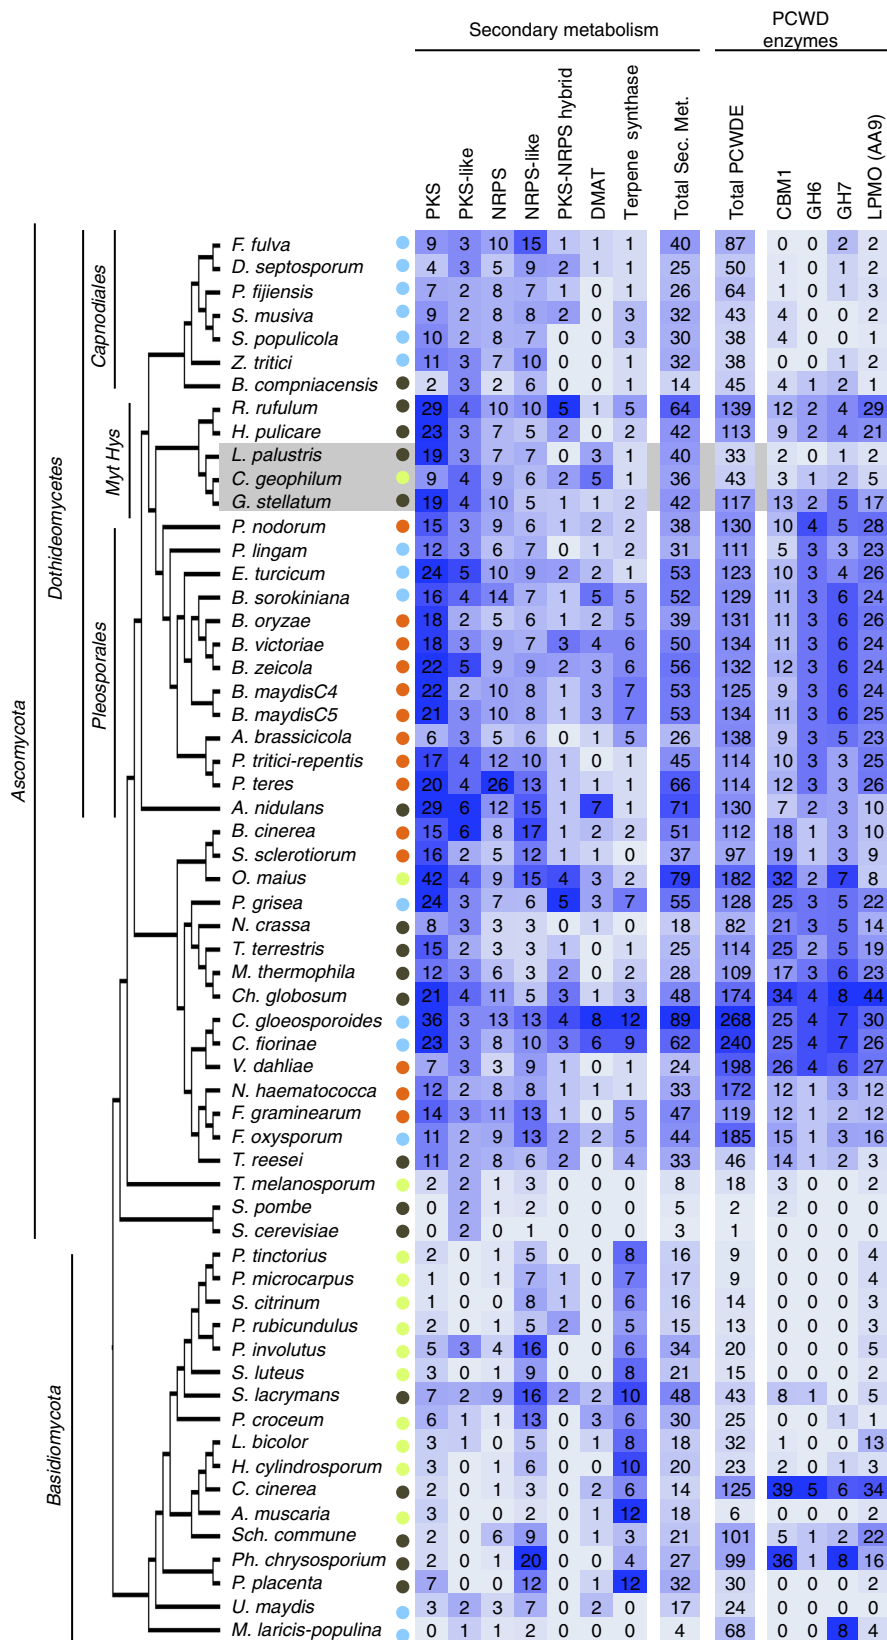 Secondary metabolism
PCWD enzymes
PKS PKS-like NRPS NRPS-like PKS-NRPS hybrid DMAT Terpene synthase Total Sec. Met. Total PCWDE CBM1 GH6 GH7 LPMO (AA9)
Ascomycota
Dothideomycetes
Capnodiales
Myt Hys
Pleosporales
Basidiomycota
F. fulva 9 3 10 15 1 1 1 40 87 0 0 2 2
D. septosporum 4 3 5 9 2 1 1 25 50 1 0 1 2
P. fijiensis 7 2 8 7 1 0 1 26 64 1 0 1 3
S. musiva 9 2 8 8 2 0 3 32 43 4 0 0 2
S. populicola 10 2 8 7 0 0 3 30 38 4 0 0 1
Z. tritici 11 3 7 10 0 0 1 32 38 0 0 1 2
B. compniacensis 2 3 2 6 0 0 1 14 45 4 1 2 1
R. rufulum 29 4 10 10 5 1 5 64 139 12 2 4 29
H. pulicare 23 3 7 5 2 0 2 42 113 9 2 4 21
L. palustris 19 3 7 7 0 3 1 40 33 2 0 1 2
C. geophilum 9 4 9 6 2 5 1 36 43 3 1 2 5
G. stellatum 19 4 10 5 1 1 2 42 117 13 2 5 17
P. nodorum 15 3 9 6 1 2 2 38 130 10 4 5 28
P. lingam 12 3 6 7 0 1 2 31 111 5 3 3 23
E. turcicum 24 5 10 9 2 2 1 53 123 10 3 4 26
B. sorokiniana 16 4 14 7 1 5 5 52 129 11 3 6 24
B. oryzae 18 2 5 6 1 2 5 39 131 11 3 6 26
B. victoriae 18 3 9 7 3 4 6 50 134 11 3 6 24
B. zeicola 22 5 9 9 2 3 6 56 132 12 3 6 24
B. maydisC4 22 2 10 8 1 3 7 53 125 9 3 6 24
B. maydisC5 21 3 10 8 1 3 7 53 134 11 3 6 25
A. brassicicola 6 3 5 6 0 1 5 26 138 9 3 5 23
P. tritici-repentis 17 4 12 10 1 0 1 45 114 10 3 3 25
P. teres 20 4 26 13 1 1 1 66 114 12 3 3 26
A. nidulans 29 6 12 15 1 7 1 71 130 7 2 3 10
B. cinerea 15 6 8 17 1 2 2 51 112 18 1 3 10
S. sclerotiorum 16 2 5 12 1 1 0 37 97 19 1 3 9
O. maius 42 4 9 15 4 3 2 79 182 32 2 7 8
P. grisea 24 3 7 6 5 3 7 55 128 25 3 5 22
N. crassa 8 3 3 3 0 1 0 18 82 21 3 5 14
T. terrestris 15 2 3 3 1 0 1 25 114 25 2 5 19
M. thermophila 12 3 6 3 2 0 2 28 109 17 3 6 23
Ch. globosum 21 4 11 5 3 1 3 48 174 34 4 8 44
C. gloeosporoides 36 3 13 13 4 8 12 89 268 25 4 7 30
C. fiorinae 23 3 8 10 3 6 9 62 240 25 4 7 26
V. dahliae 7 3 3 9 1 0 1 24 198 26 4 6 27
N. haematococca 12 2 8 8 1 1 1 33 172 12 1 3 12
F. graminearum 14 3 11 13 1 0 5 47 119 12 1 2 12
F. oxysporum 11 2 9 13 2 2 5 44 185 15 1 3 16
T. reesei 11 2 8 6 2 0 4 33 46 14 1 2 3
T. melanosporum 2 2 1 3 0 0 0 8 18 3 0 0 2
S. pombe 0 2 1 2 0 0 0 5 2 2 0 0 0
S. cerevisiae 0 2 0 1 0 0 0 3 1 0 0 0 0
P. tinctorius 2 0 1 5 0 0 8 16 9 0 0 0 4
P. microcarpus 1 0 1 7 1 0 7 17 9 0 0 0 4
S. citrinum 1 0 0 8 1 0 6 16 14 0 0 0 3
P. rubicundulus 2 0 1 5 2 0 5 15 13 0 0 0 3
P. involutus 5 3 4 16 0 0 6 34 20 0 0 0 5
S. luteus 3 0 1 9 0 0 8 21 15 0 0 0 2
S. lacrymans 7 2 9 16 2 2 10 48 43 8 1 0 5
P. croceum 6 1 1 13 0 3 6 30 25 0 0 1 1
L. bicolor 3 1 0 5 0 1 8 18 32 1 0 0 13
H. cylindrosporum 3 0 1 6 0 0 10 20 23 2 0 1 3
C. cinerea 2 0 1 3 0 2 6 14 125 39 5 6 34
A. muscaria 3 0 0 2 0 1 12 18 6 0 0 0 2
Sch. commune 2 0 6 9 0 1 3 21 101 5 1 2 22
Ph. chrysosporium 2 0 1 20 0 0 4 27 99 36 1 8 16
P. placenta 7 0 0 12 0 1 12 32 30 0 0 0 2
U. maydis 3 2 3 7 0 2 0 17 24 0 0 0 0
M. laricis-populina 0 1 1 2 0 0 0 4 68 0 0 8 4